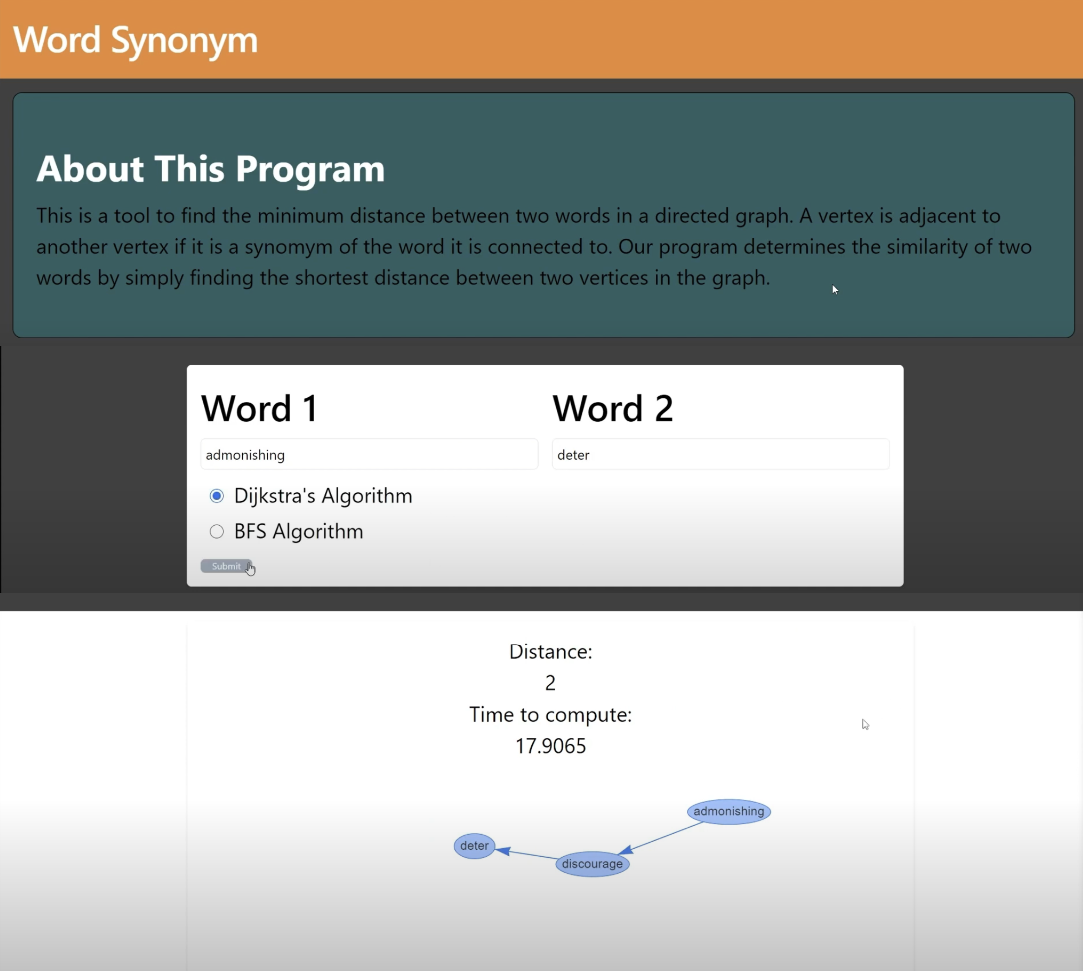 Word Synonym
About This Program
This is a tool to find the minimum distance between two words in a directed graph. A vertex is adjacent to
another vertex if it is a synomym of the word it is connected to. Our program determines the similarity of two
words by simply finding the shortest distance between two vertices in the graph.
Word 1
Word 2
admonishing
deter
Dijkstra's Algorithm
BFS Algorithm
Submit
Distance:
2
Time to compute:
17.9065
admonishing
deter
discourage